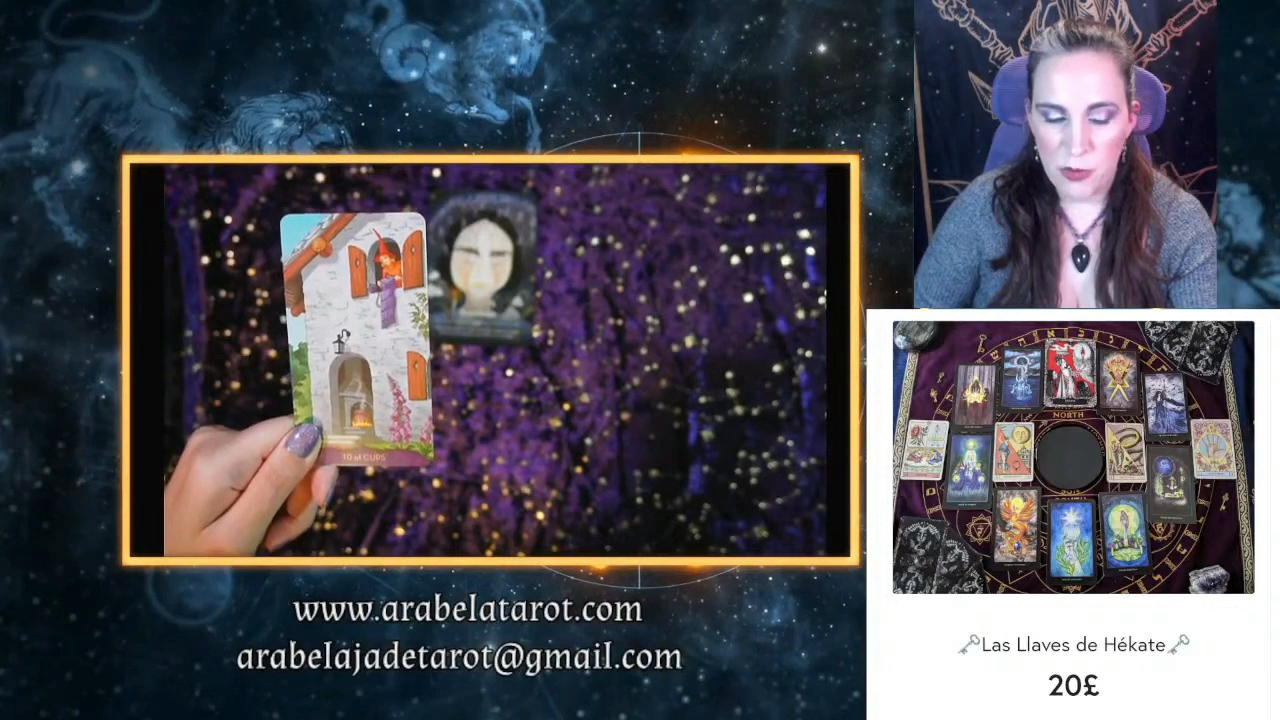 10 of CUPS
www.arabelatarot.com
arabelajadetarot@gmail.com
NORTH
🗝Las Llaves de Hékate🗝
20£